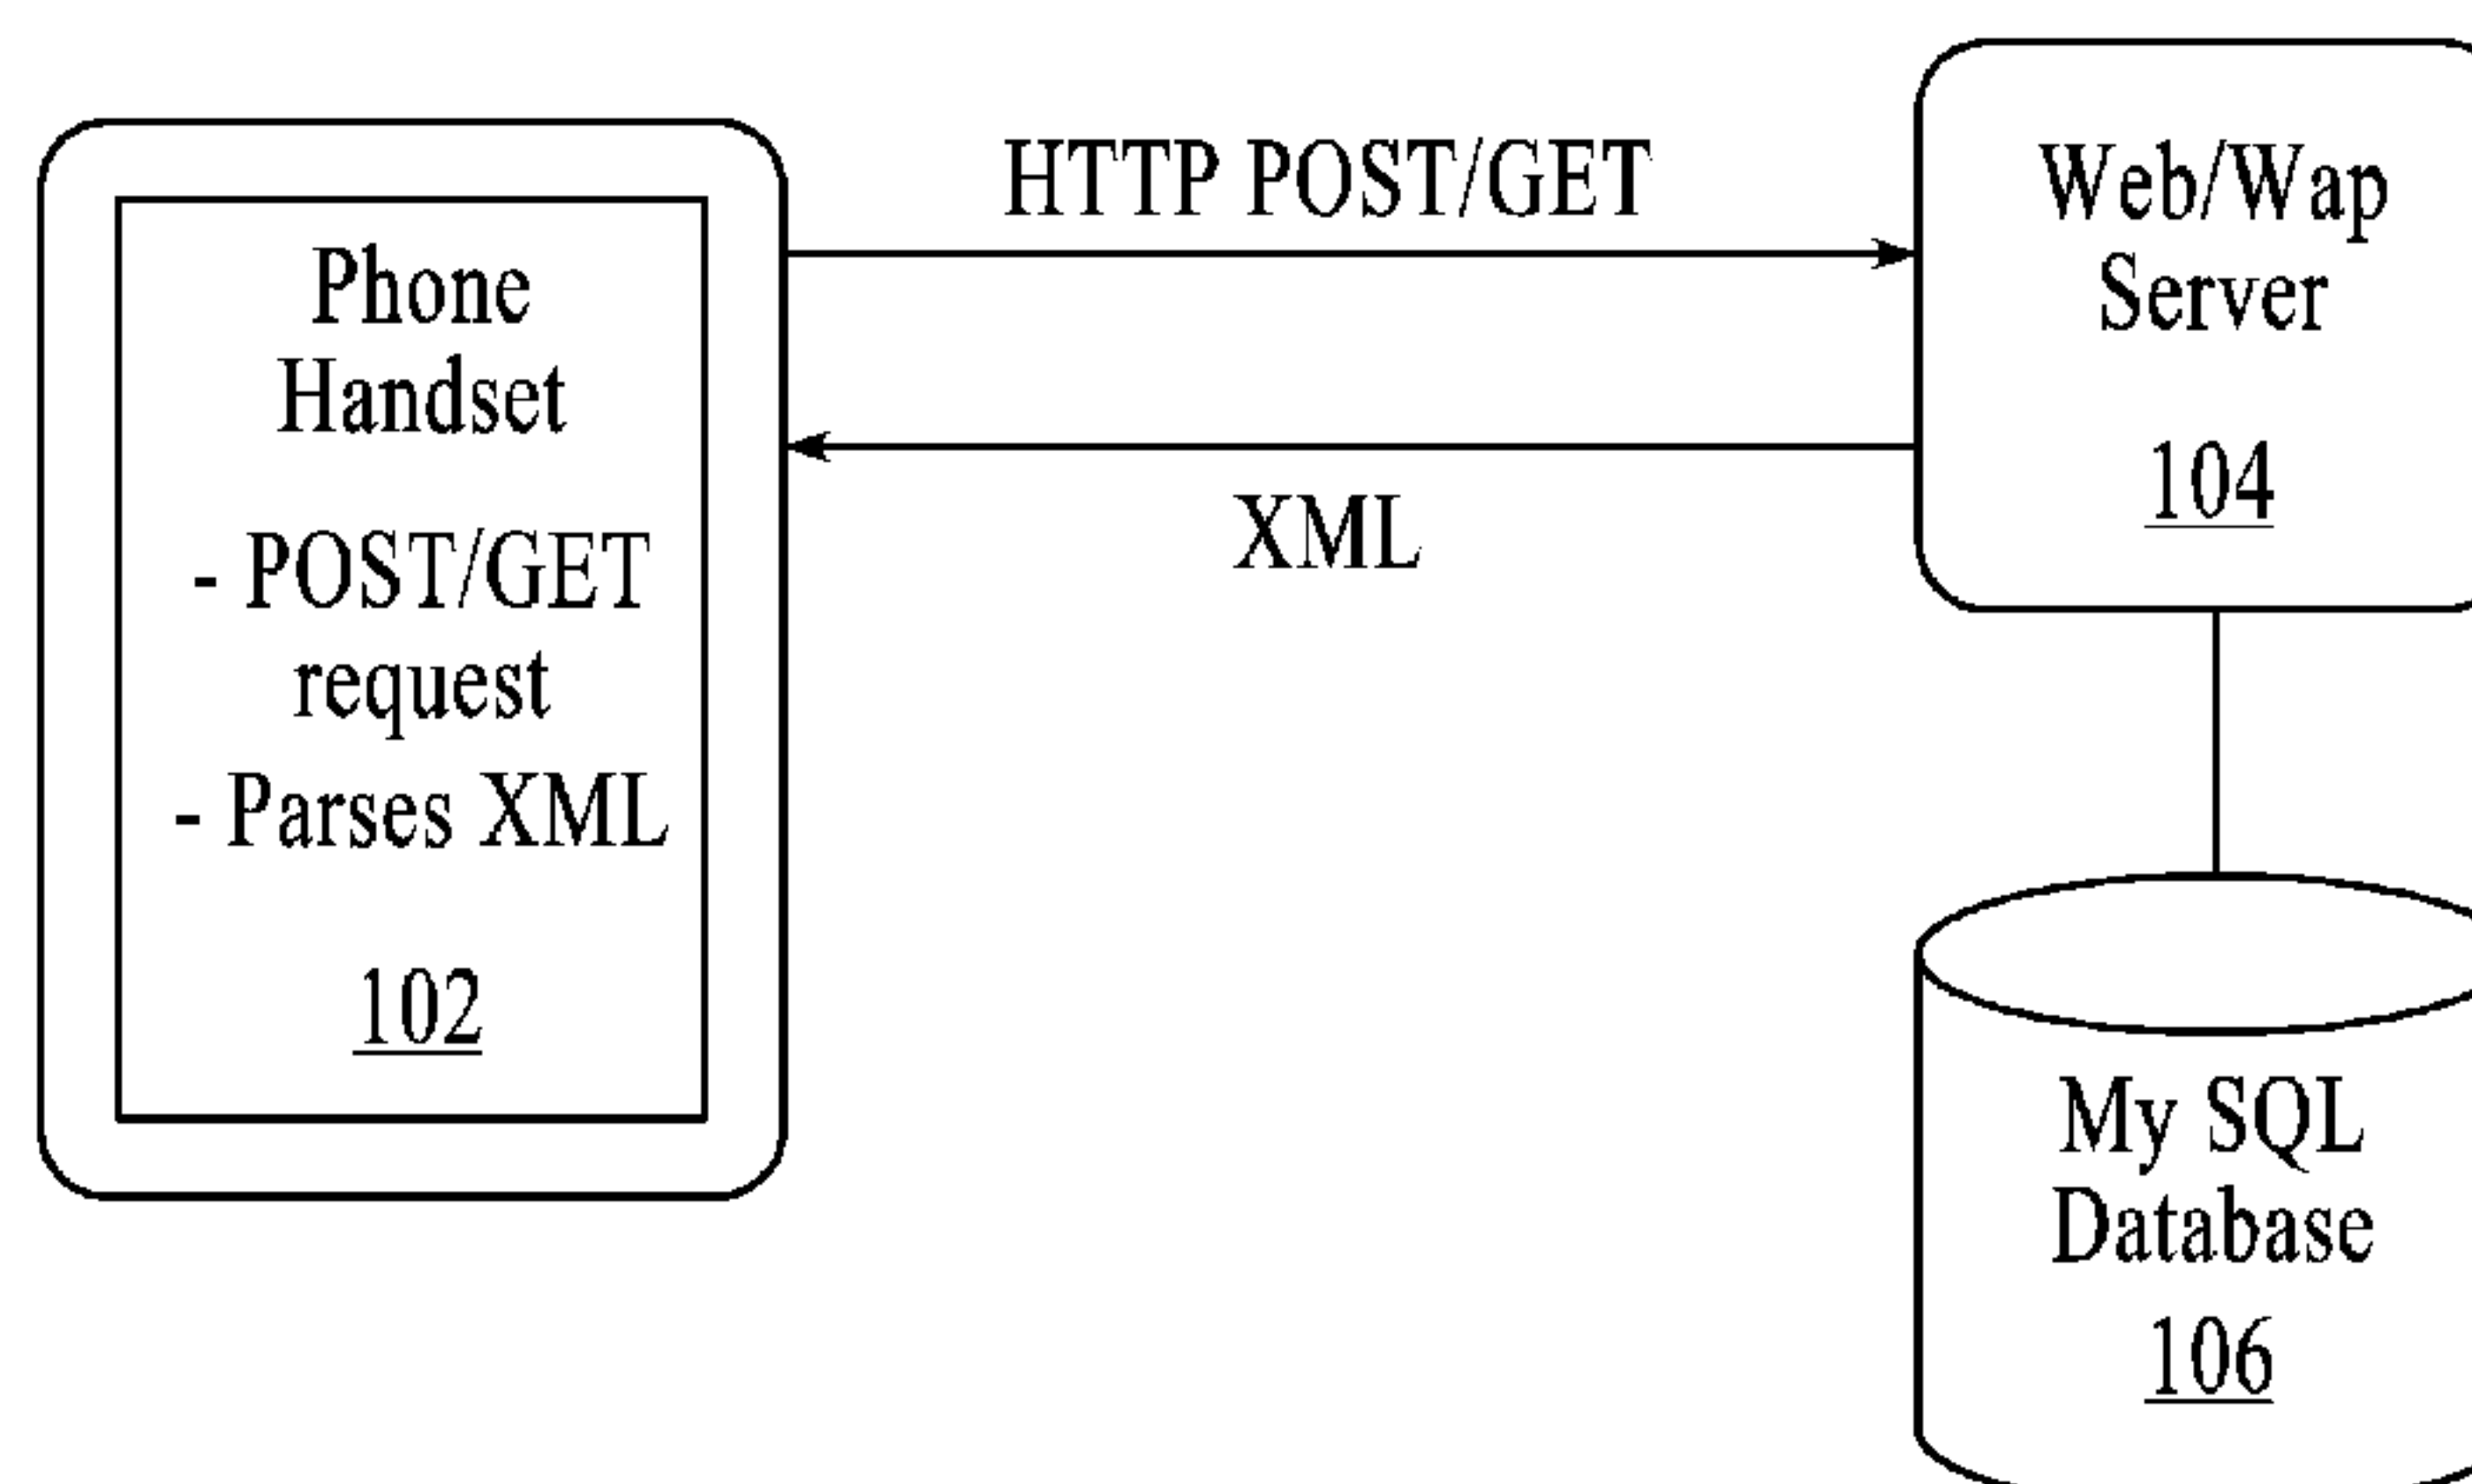 Phone
Handset
- POST/GET
request
- Parses XML
102
HTTP POST/GET
XML
Web/Wap
Server
104
My SQL
Database
106